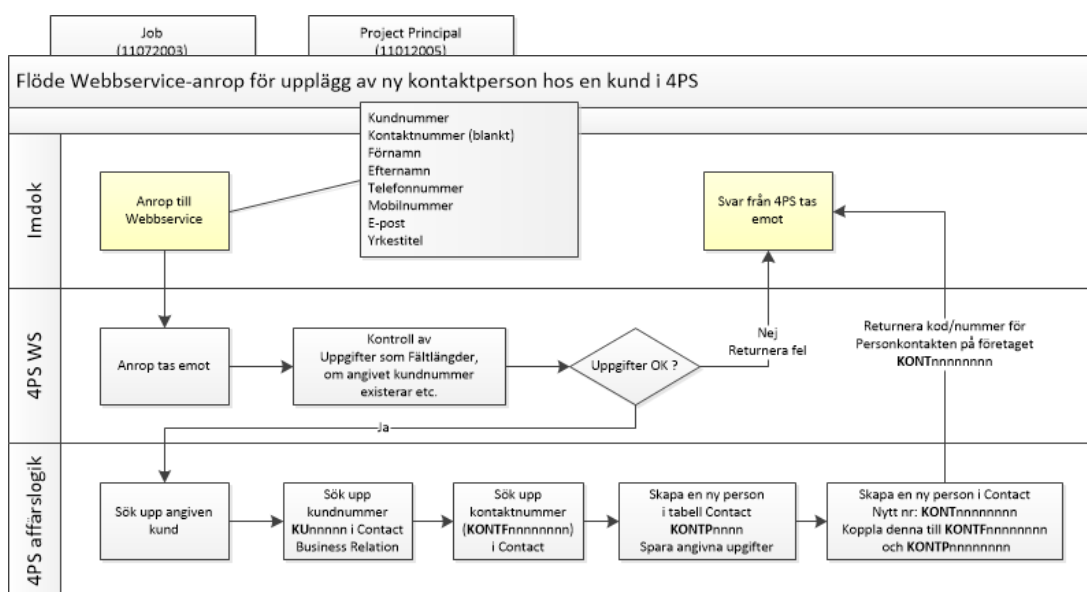 Job
(11072003)
Project Principal
(11012005)
Flöde Webbservice-anrop för upplägg av ny kontaktperson hos en kund i 4PS
Imdok
Anrop till
Webbservice
Kundnummer
Kontaktnummer (blankt)
Förnamn
Efternamn
Telefonnummer
Mobilnummer
E-post
Yrkestitel
Svar från 4PS tas
emot
4PS WS
Anrop tas emot
Kontroll av
Uppgifter som Fältlängder,
om angivet kundnummer
existerar etc.
Uppgifter OK ?
Nej
Returnera fel
Returnera kod/nummer för
Personkontakten på företaget
KONTnnnnnnnn
Ja
4PS affärslogik
Sök upp angiven
kund
Sök upp
kundnummer
KUnnnnn i Contact
Business Relation
Sök upp
kontaktnummer
(KONTFnnnnnnnn)
i Contact
Skapa en ny person
i tabell Contact
KONTPnnnn
Spara angivna upgifter
Skapa en ny person i Contact
Nytt nr: KONTnnnnnnnn
Koppla denna till KONTFnnnnnnnn
och KONTPnnnnnnnn